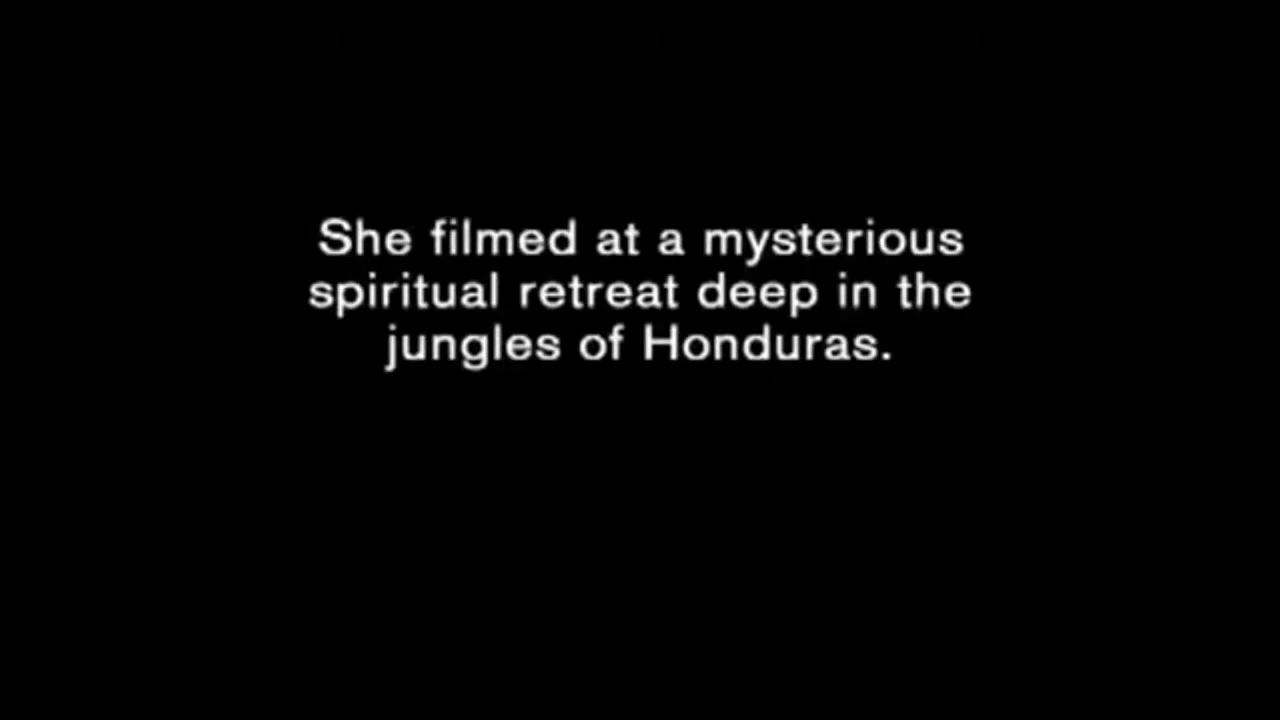 She filmed at a mysterious
spiritual retreat deep in the
jungles of Honduras.